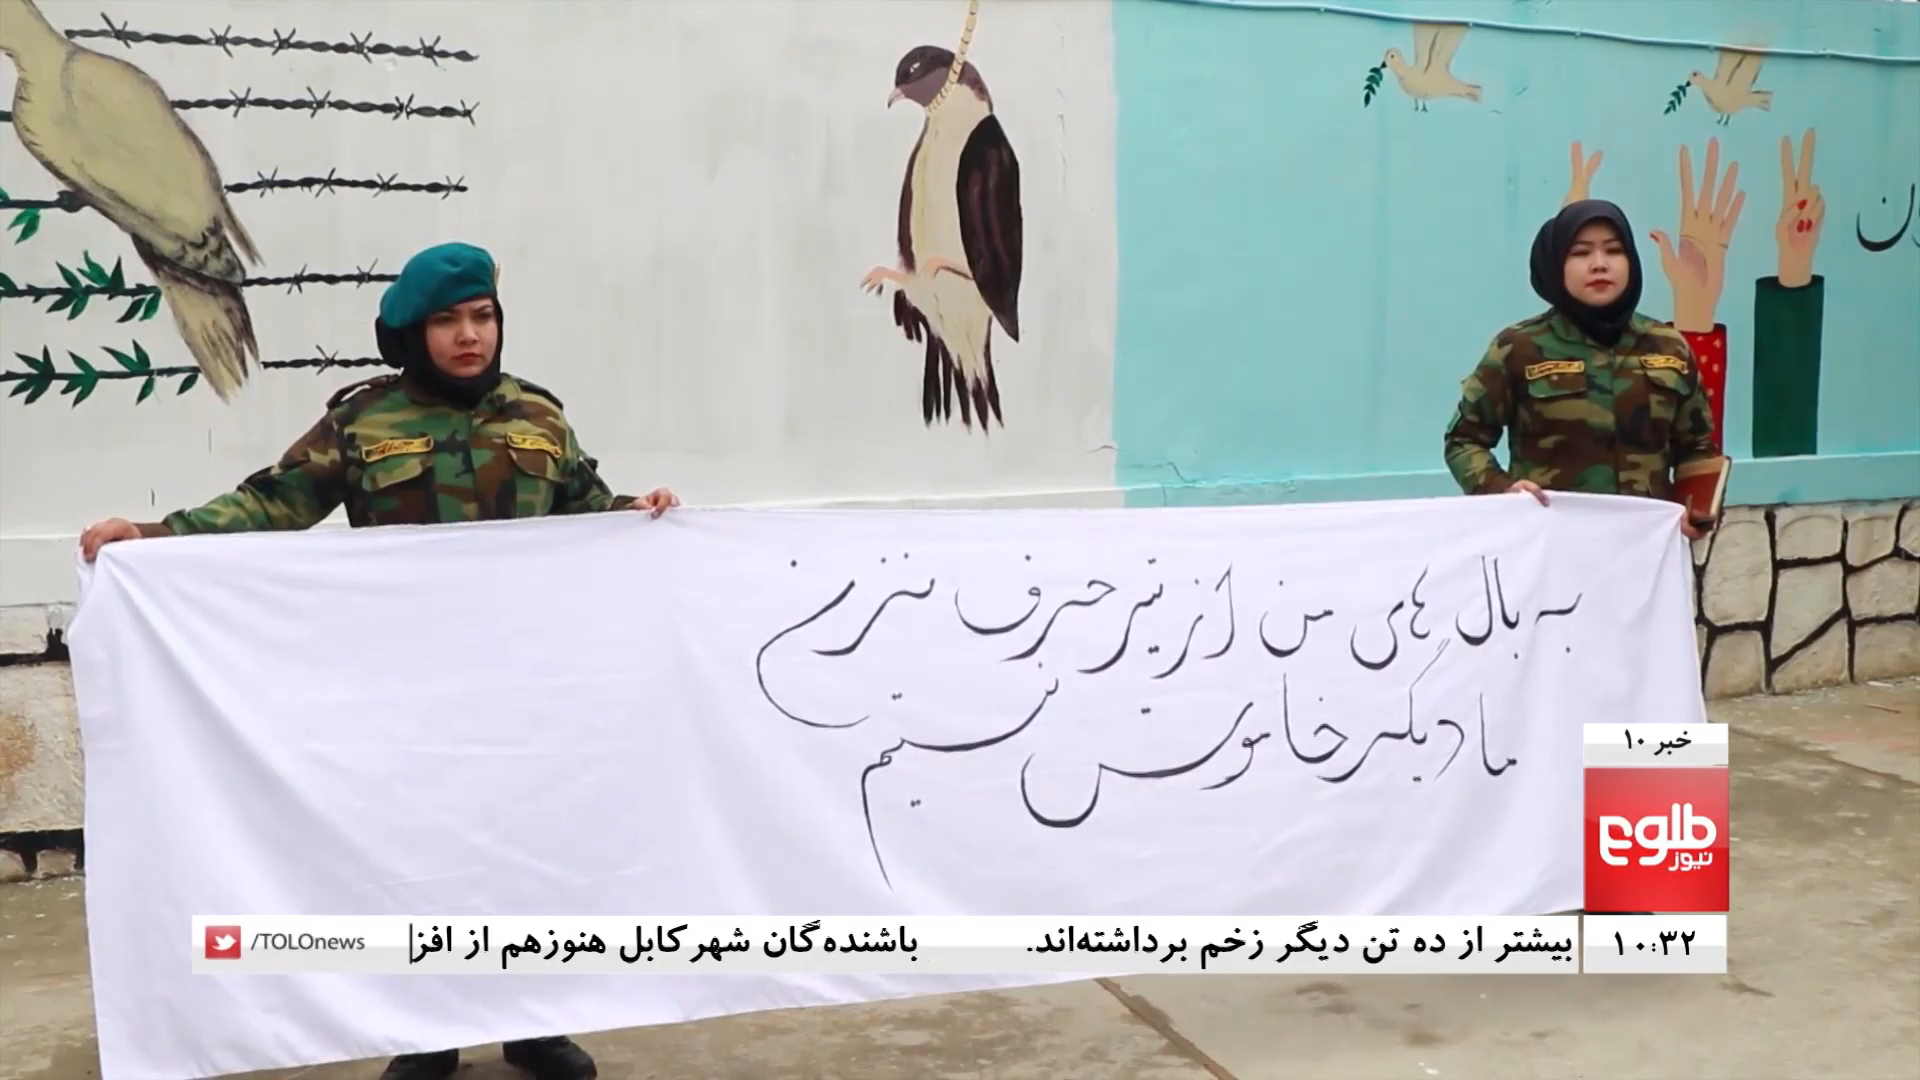 به بال های من از تیر حرف نزن
ما دیگر خاموش نیستیم
خبر ۱۰
طلوع
نیوز
۱۰:۳۲
بیشتر از ده تن دیگر زخم برداشته‌اند. باشنده‌گان شهر کابل هنوزهم از افز
/TOLOnews